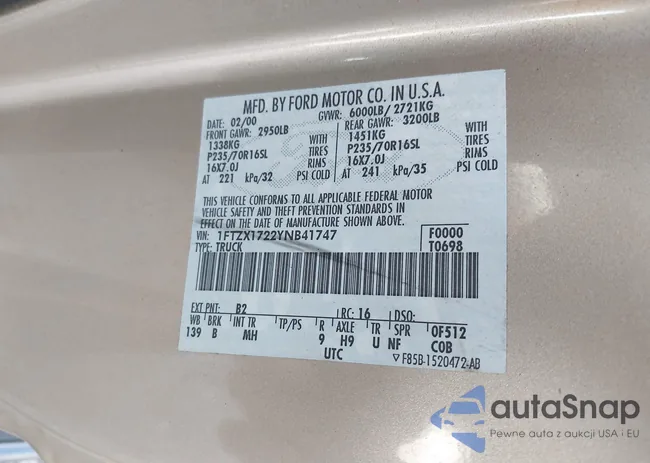 MFD. BY FORD MOTOR CO. IN U.S.A.
DATE: 02/00 GVWR: 6000LB/ 2721KG
FRONT GAWR: 2950LB REAR GAWR: 3200LB
1338KG WITH 1451KG WITH
P235/70R16SL TIRES P235/70R16SL TIRES
16X7.0J RIMS 16X7.0J RIMS
AT 221 kPa/32 PSI COLD AT 241 kPa/35 PSI COLD
THIS VEHICLE CONFORMS TO ALL APPLICABLE FEDERAL MOTOR
VEHICLE SAFETY AND THEFT PREVENTION STANDARDS IN
EFFECT ON THE DATE OF MANUFACTURE SHOWN ABOVE.
VIN: 1FTZX1722YNB41747 F0000
TYPE: TRUCK T0698
EXT PNT: B2 RC: 16 DSO:
WB BRK INT TR TP/PS R AXLE TR SPR 0F512
139 B MH 9 H9 U NF COB
UTC ▽ F85B-1520472-AB
autaSnap
Pewne auta z aukcji USA i EU